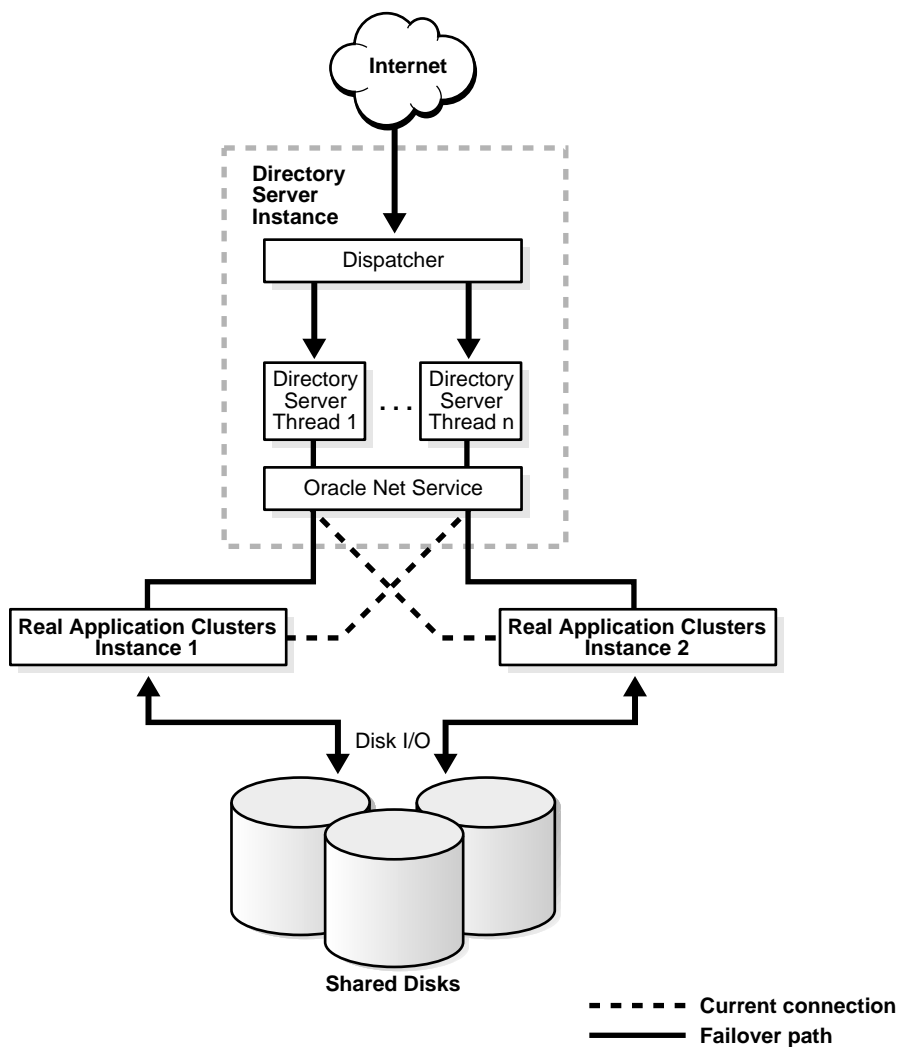 Internet
Directory
Server
Instance
Dispatcher
Directory
Server
Thread 1
. . .
Directory
Server
Thread n
Oracle Net Service
Real Application Clusters
Instance 1
Real Application Clusters
Instance 2
Disk I/O
Shared Disks
Current connection
Failover path